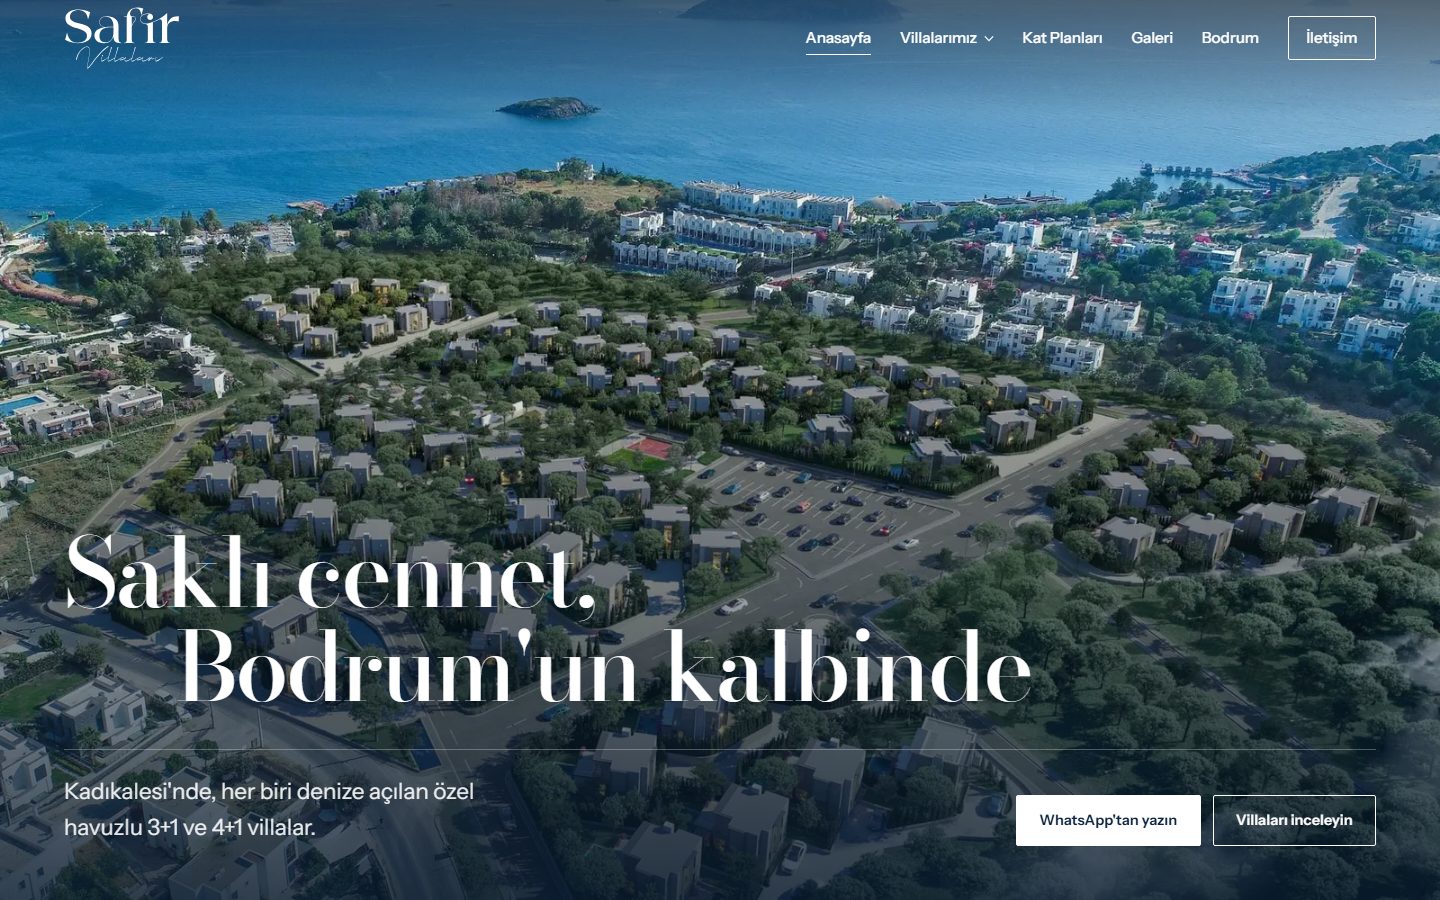 Safir
Villaları
Anasayfa
Villalarımız
Kat Planları
Galeri
Bodrum
İletişim
Saklı cennet,
Bodrum'un kalbinde
Kadıkalesi'nde, her biri denize açılan özel
havuzlu 3+1 ve 4+1 villalar.
WhatsApp'tan yazın
Villaları inceleyin